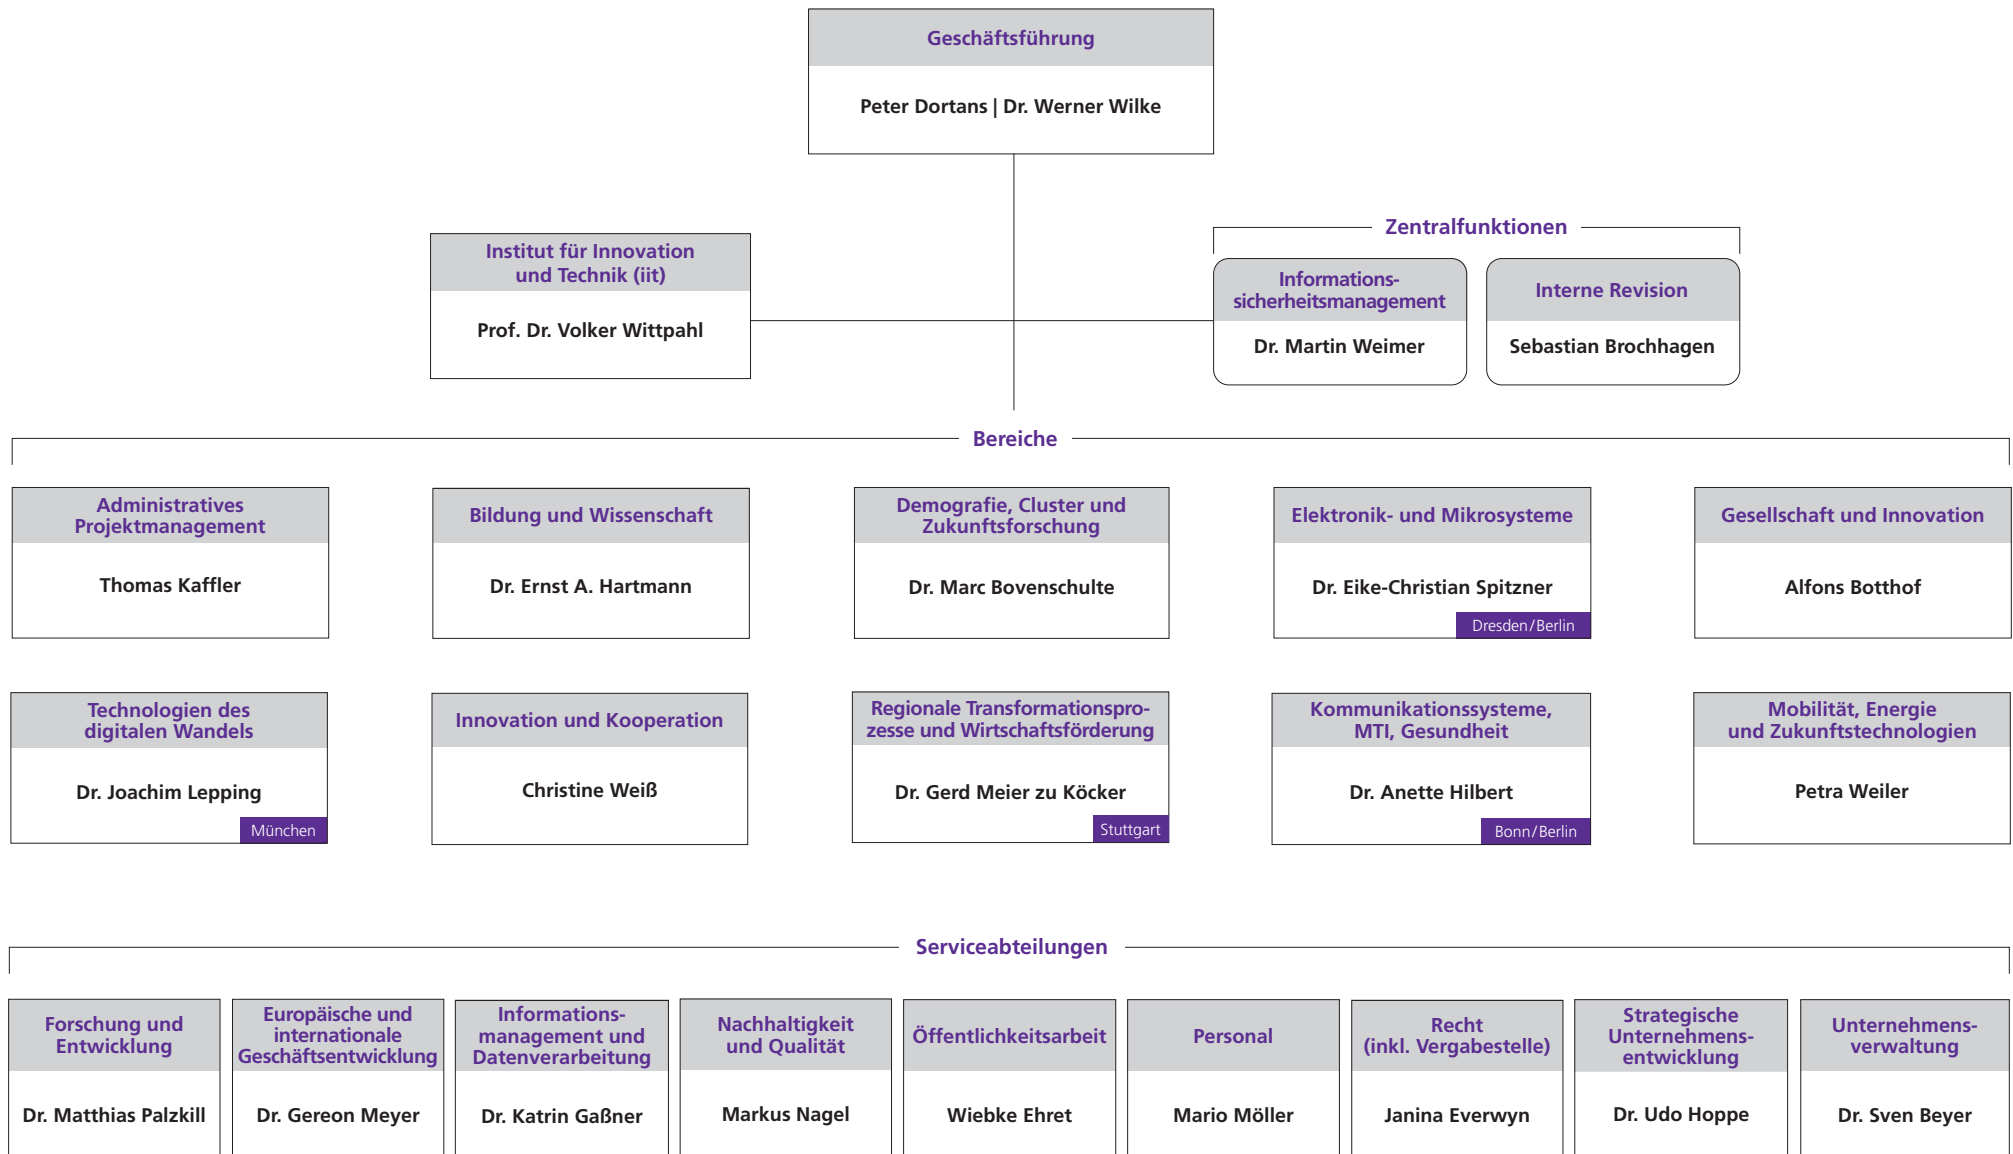 Geschäftsführung
Peter Dortans | Dr. Werner Wilke
Institut für Innovation
und Technik (iit)
Prof. Dr. Volker Wittpahl
Zentralfunktionen
Informations-
sicherheitsmanagement
Dr. Martin Weimer
Interne Revision
Sebastian Brochhagen
Bereiche
Administratives
Projektmanagement
Thomas Kaffler
Bildung und Wissenschaft
Dr. Ernst A. Hartmann
Demografie, Cluster und
Zukunftsforschung
Dr. Marc Bovenschulte
Elektronik- und Mikrosysteme
Dr. Eike-Christian Spitzner
Dresden/Berlin
Gesellschaft und Innovation
Alfons Botthof
Technologien des
digitalen Wandels
Dr. Joachim Lepping
München
Innovation und Kooperation
Christine Weiß
Regionale Transformationspro-
zesse und Wirtschaftsförderung
Dr. Gerd Meier zu Köcker
Stuttgart
Kommunikationssysteme,
MTI, Gesundheit
Dr. Anette Hilbert
Bonn/Berlin
Mobilität, Energie
und Zukunftstechnologien
Petra Weiler
Serviceabteilungen
Forschung und
Entwicklung
Dr. Matthias Palzkill
Europäische und
internationale
Geschäftsentwicklung
Dr. Gereon Meyer
Informations-
management und
Datenverarbeitung
Dr. Katrin Gaßner
Nachhaltigkeit
und Qualität
Markus Nagel
Öffentlichkeitsarbeit
Wiebke Ehret
Personal
Mario Möller
Recht
(inkl. Vergabestelle)
Janina Everwyn
Strategische
Unternehmens-
entwicklung
Dr. Udo Hoppe
Unternehmens-
verwaltung
Dr. Sven Beyer